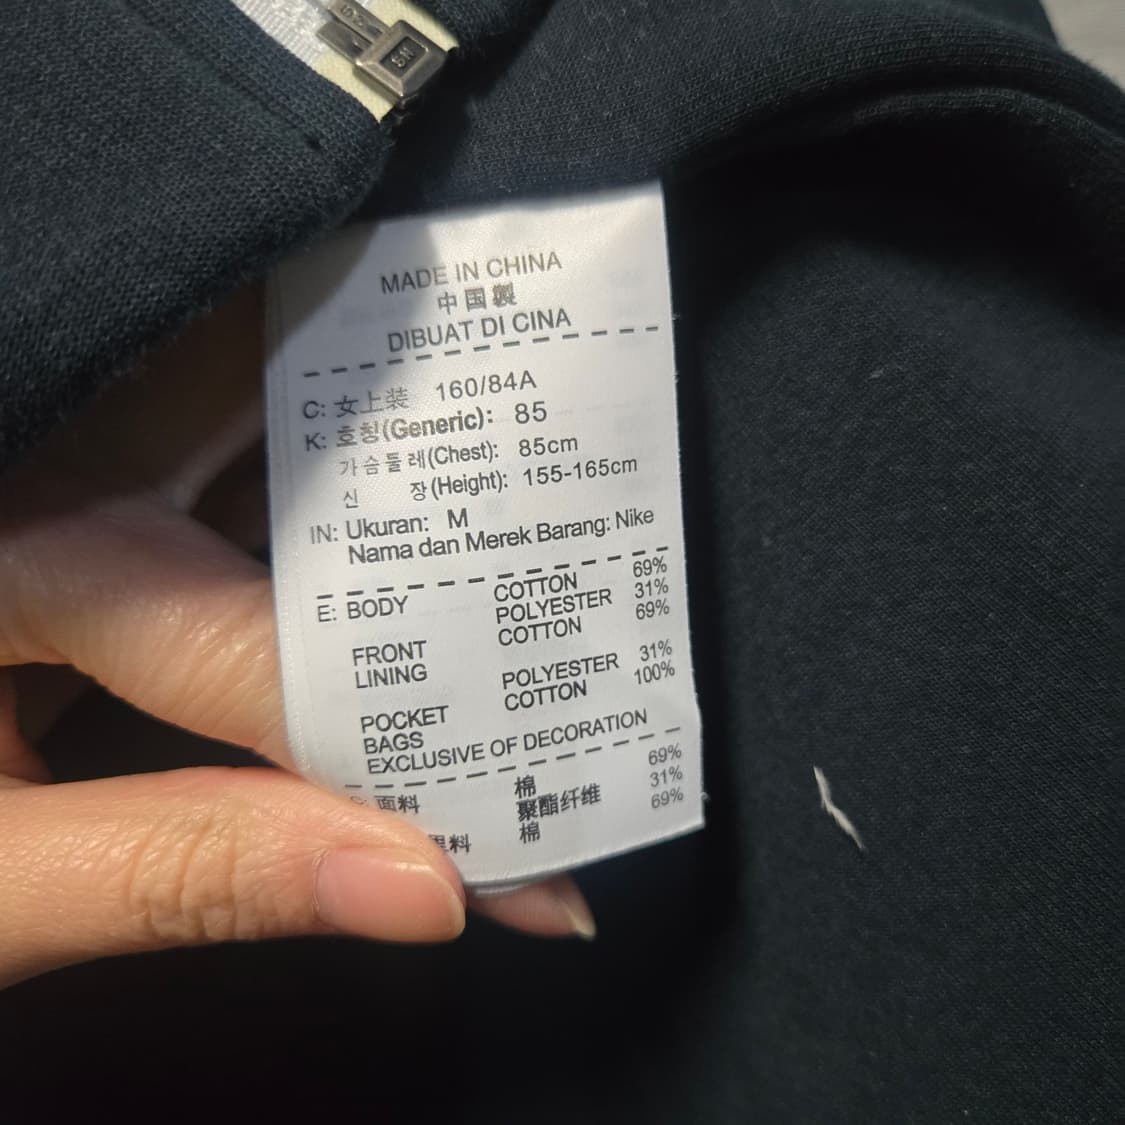 MADE IN CHINA
中国製
DIBUAT DI CINA
C: 女上装 160/84A
K: 호칭(Generic): 85
가슴둘레(Chest): 85cm
신 장(Height): 155-165cm
IN: Ukuran: M
Nama dan Merek Barang: Nike
E: BODY COTTON 69%
POLYESTER 31%
FRONT LINING COTTON 69%
POLYESTER 31%
POCKET BAGS COTTON 100%
EXCLUSIVE OF DECORATION
C: 面料 棉 69%
聚酯纤维 31%
料 棉 69%